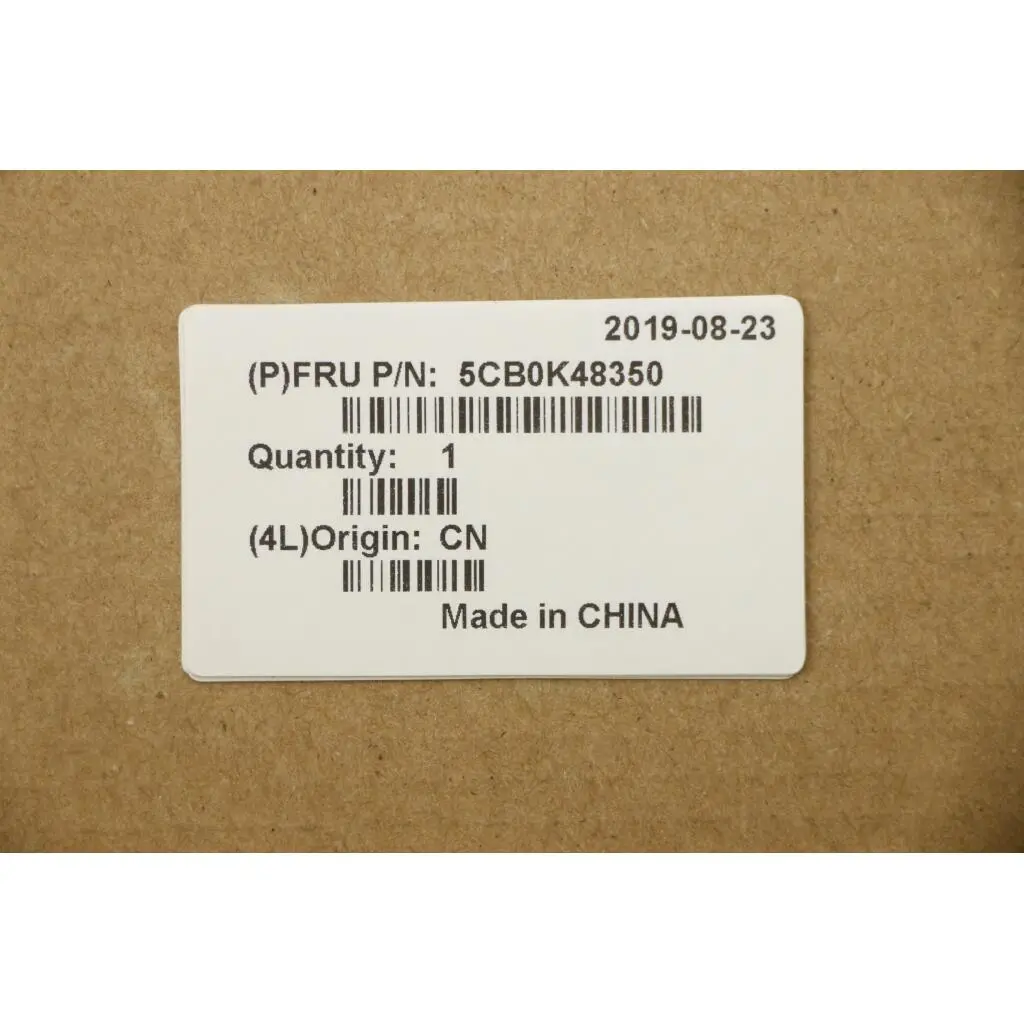 2019-08-23
(P)FRU P/N: 5CB0K48350
Quantity: 1
(4L)Origin: CN
Made in CHINA